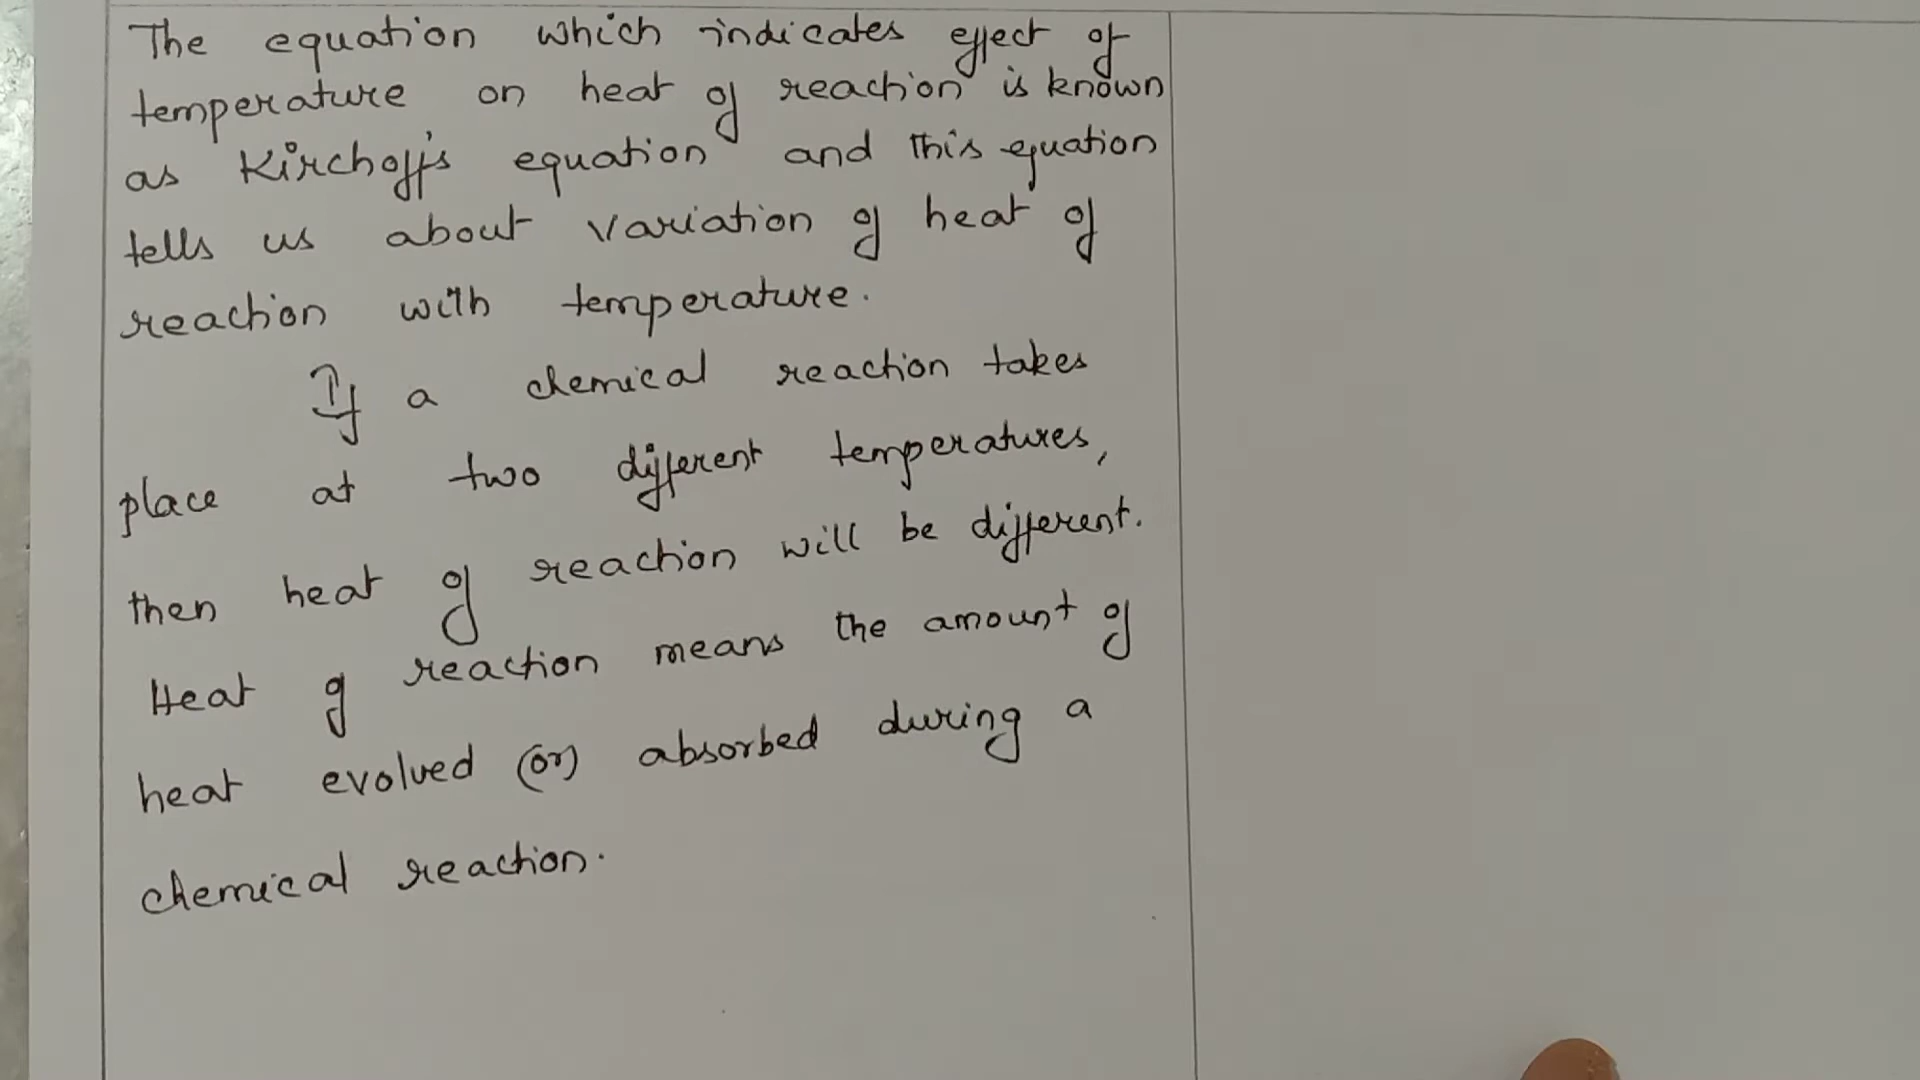 The equation which indicates effect of
temperature on heat of reaction is known
as Kirchoff's equation and this equation
tells us about variation of heat of
reaction with temperature.
If a chemical reaction takes
place at two different temperatures,
then heat of reaction will be different.
Heat of reaction means the amount of
heat evolved (or) absorbed during a
chemical reaction.